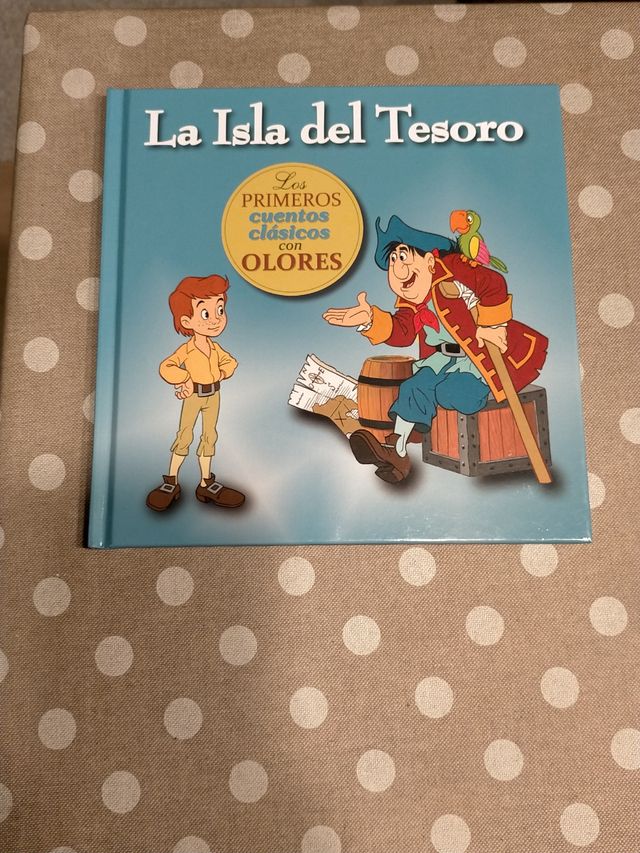 La Isla del Tesoro
Los
PRIMEROS
cuentos
clásicos
con
OLORES